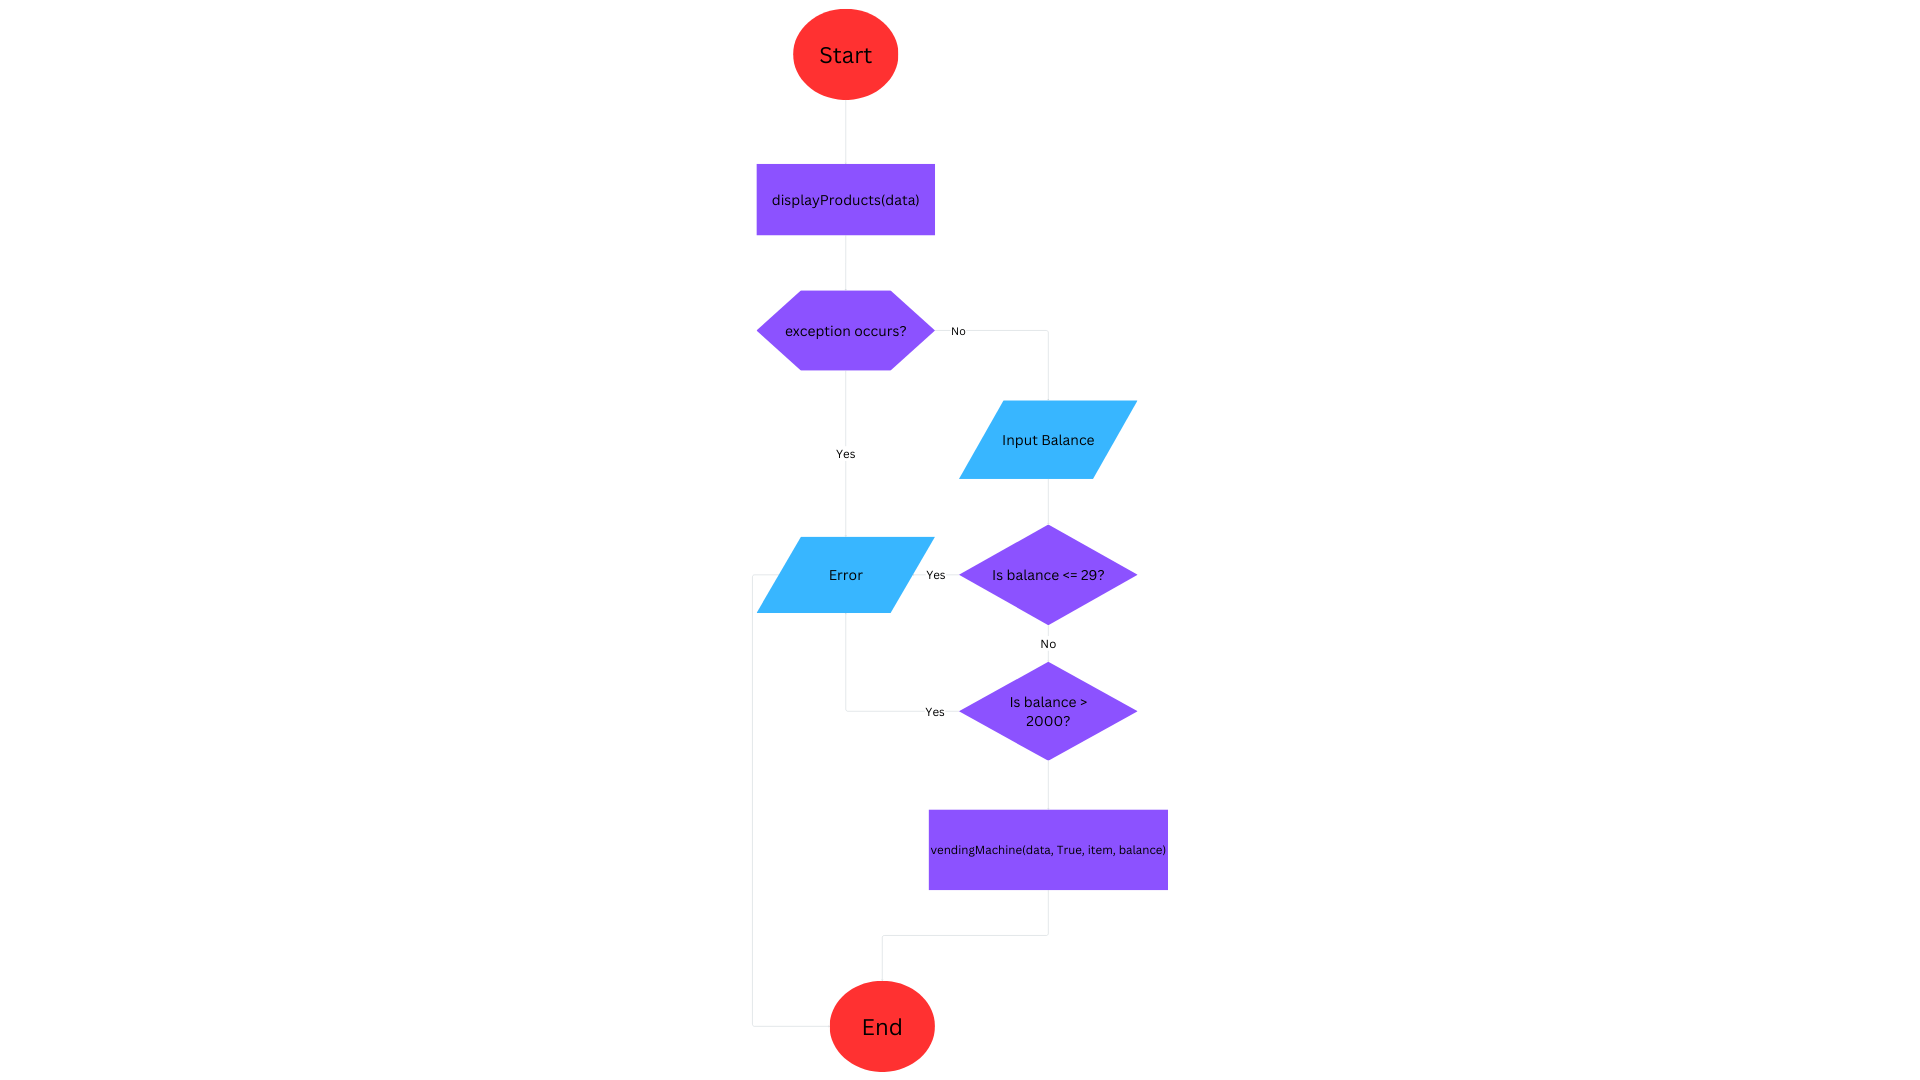 Start
displayProducts(data)
exception occurs?
No
Input Balance
Yes
Error
Yes
Is balance <= 29?
No
Is balance >
2000?
Yes
vendingMachine(data, True, item, balance)
End